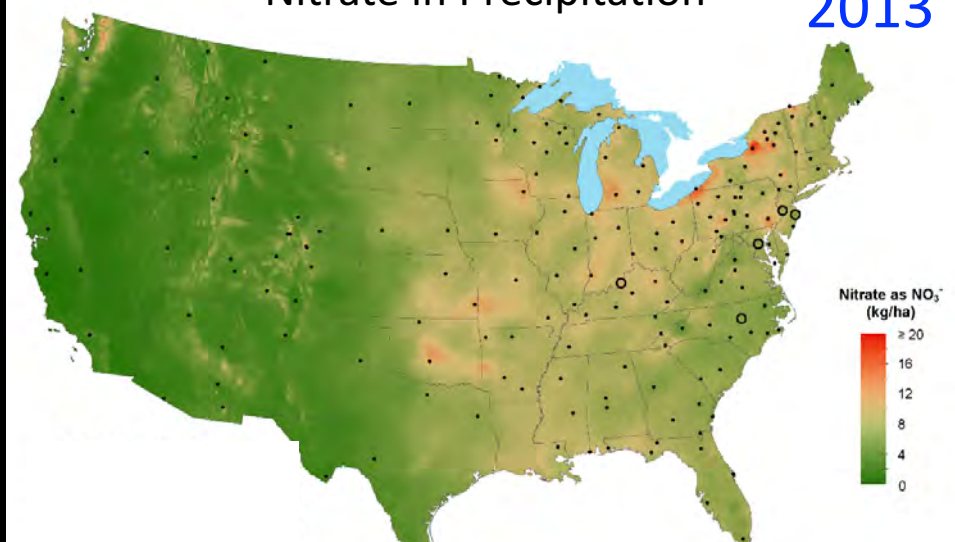 Nitrate in Precipitation
2013
Nitrate as NO₃⁻
(kg/ha)
≥ 20
16
12
8
4
0